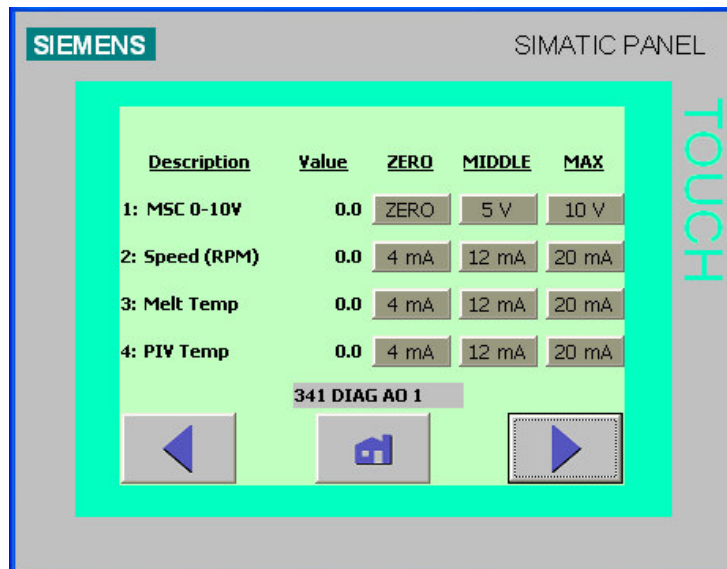 SIEMENS
SIMATIC PANEL
TOUCH
Description Value ZERO MIDDLE MAX
1: MSC 0-10V 0.0 ZERO 5 V 10 V
2: Speed (RPM) 0.0 4 mA 12 mA 20 mA
3: Melt Temp 0.0 4 mA 12 mA 20 mA
4: PIV Temp 0.0 4 mA 12 mA 20 mA
341 DIAG AO 1